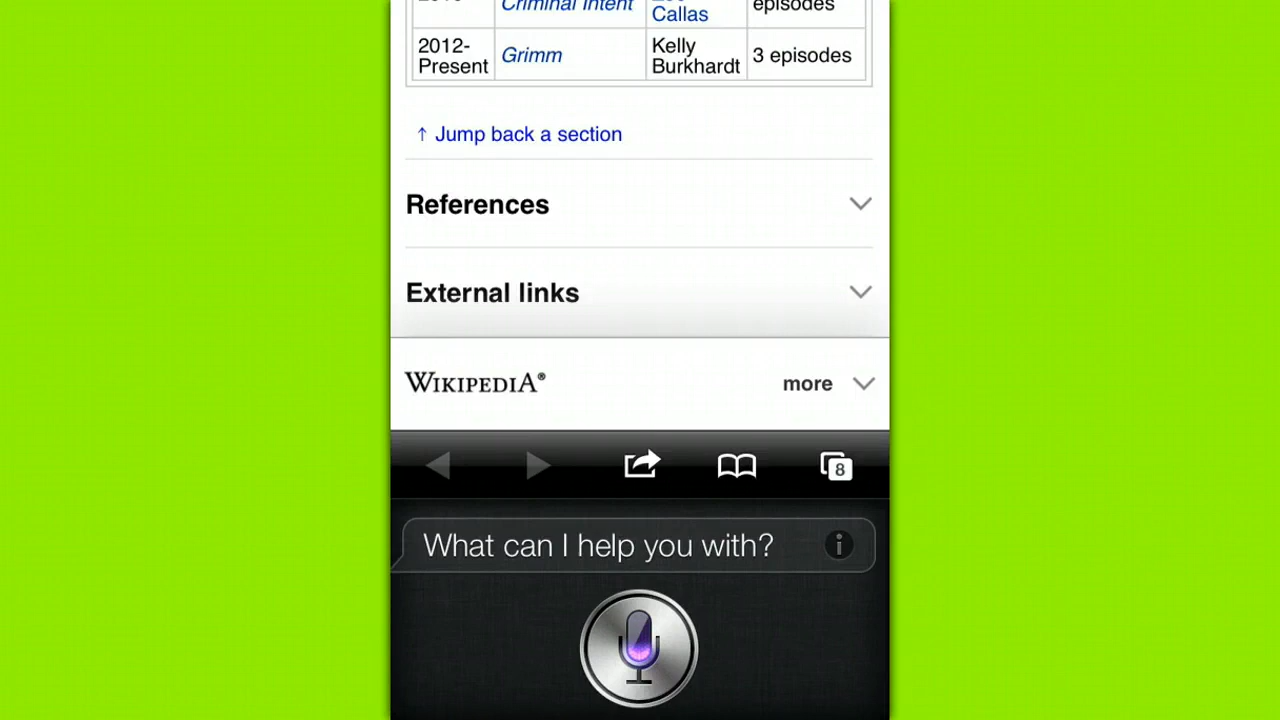 Criminal Intent
Callas
episodes
2012-
Present
Grimm
Kelly
Burkhardt
3 episodes
↑ Jump back a section
References
External links
WIKIPEDIA®
more
8
What can I help you with?
i